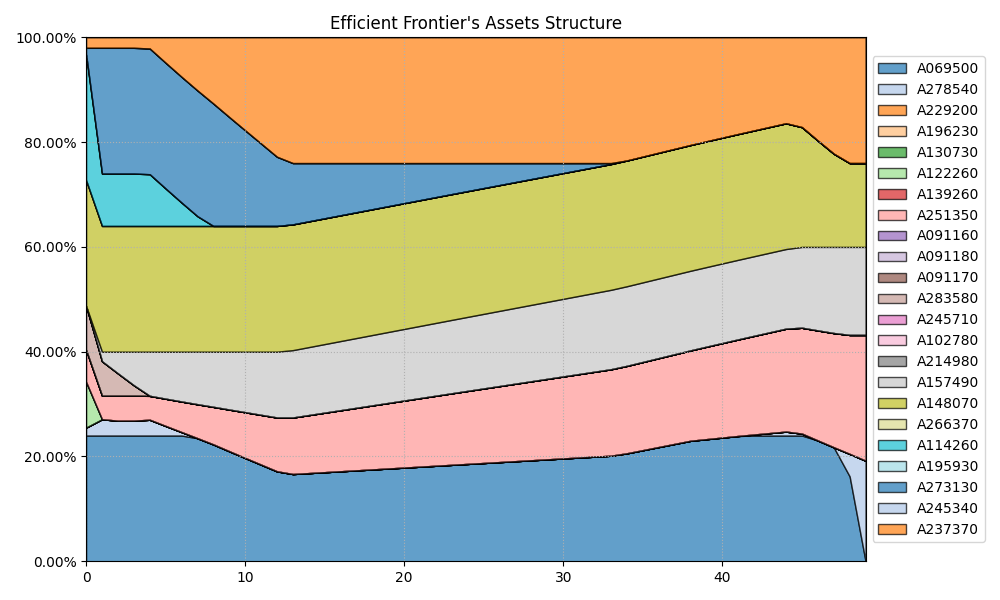 Efficient Frontier's Assets Structure
100.00%
80.00%
60.00%
40.00%
20.00%
0.00%
0
10
20
30
40
A069500
A278540
A229200
A196230
A130730
A122260
A139260
A251350
A091160
A091180
A091170
A283580
A245710
A102780
A214980
A157490
A148070
A266370
A114260
A195930
A273130
A245340
A237370